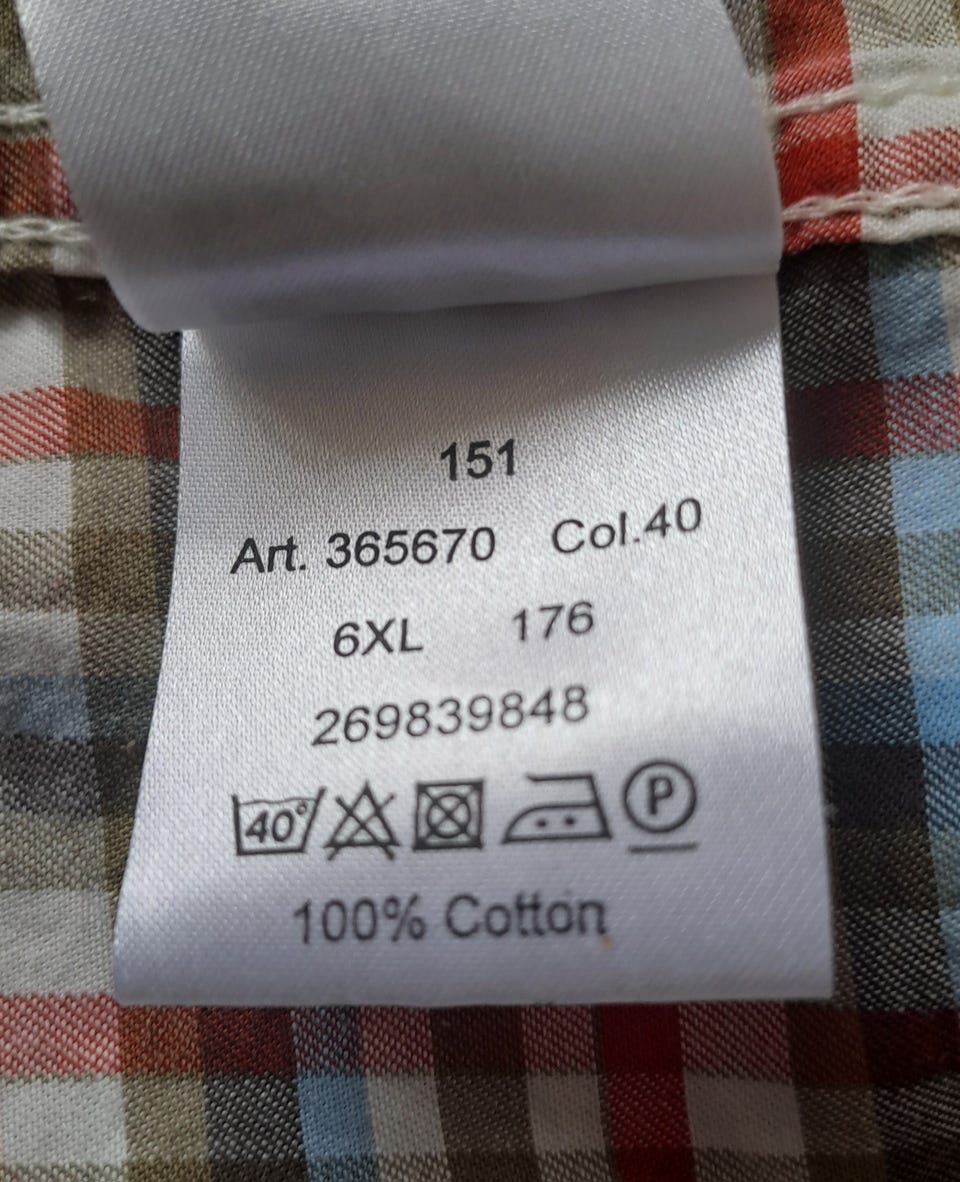 151
Art. 365670 Col.40
6XL 176
269839848
40° P
100% Cotton